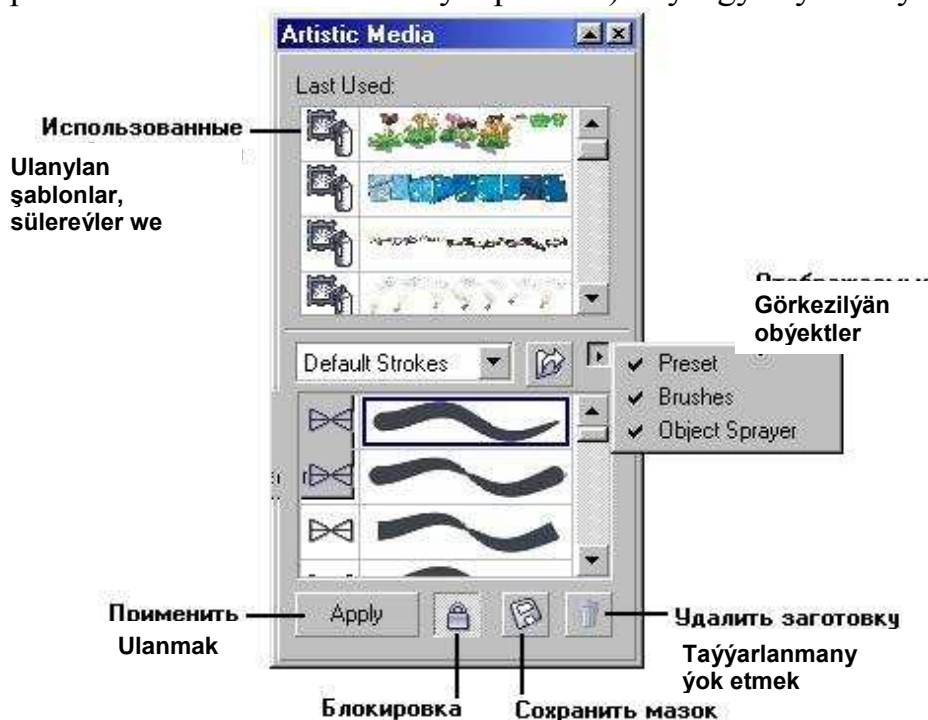 Artistic Media
Last Used:
Использованные
Ulanylan
şablonlar,
sülereýler we
Görkezilýän
obýektler
Default Strokes
Preset
Brushes
Object Sprayer
Применить
Ulanmak
Apply
Удалить заготовку
Taýýarlanmany
ýok etmek
Блокировка
Сохранить мазок